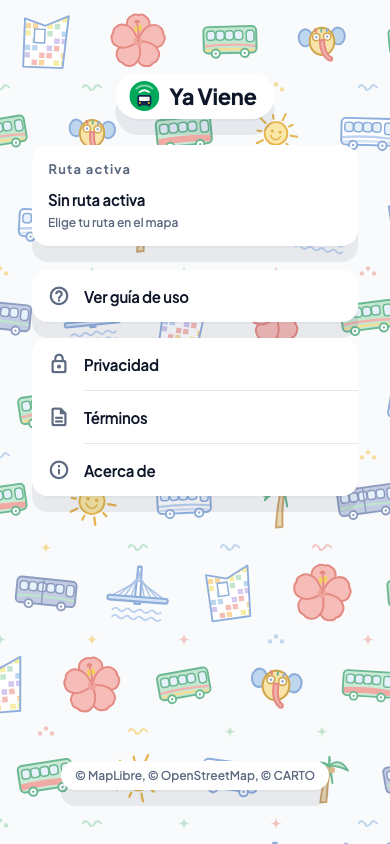 Ya Viene
Ruta activa
Sin ruta activa
Elige tu ruta en el mapa
Ver guía de uso
Privacidad
Términos
Acerca de
© MapLibre, © OpenStreetMap, © CARTO